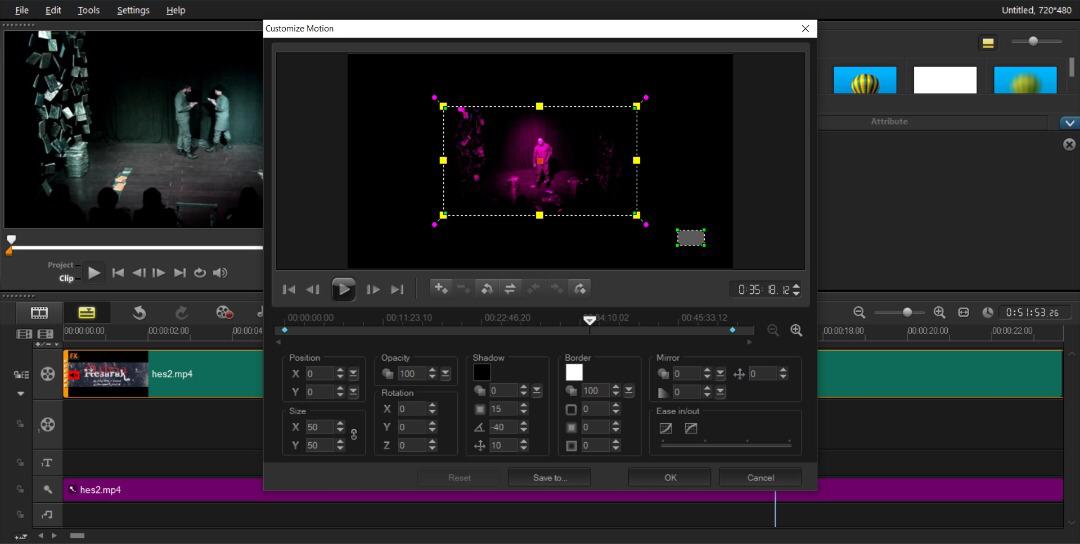 File Edit Tools Settings Help
Untitled, 720*480
Customize Motion
Attribute
Project
Clip
0:35:18.12
00:00:00.00 00:11:23.10 00:22:46.20 04:10.02 00:45:33.12
0:51:53.26
00:00:00.00 00:00:02.00 00:00:04 00:00:18.00 00:00:20.00 00:00:22.00
Position
X 0
Y 0
Size
X 50
Y 50
Opacity
100
Rotation
X 0
Y 0
Z 0
Shadow
0
15
-40
10
Border
100
0
0
0
Mirror
0 0
0
Ease in/out
Reset Save to... OK Cancel
FX
hes2.mp4
1
1T
hes2.mp4